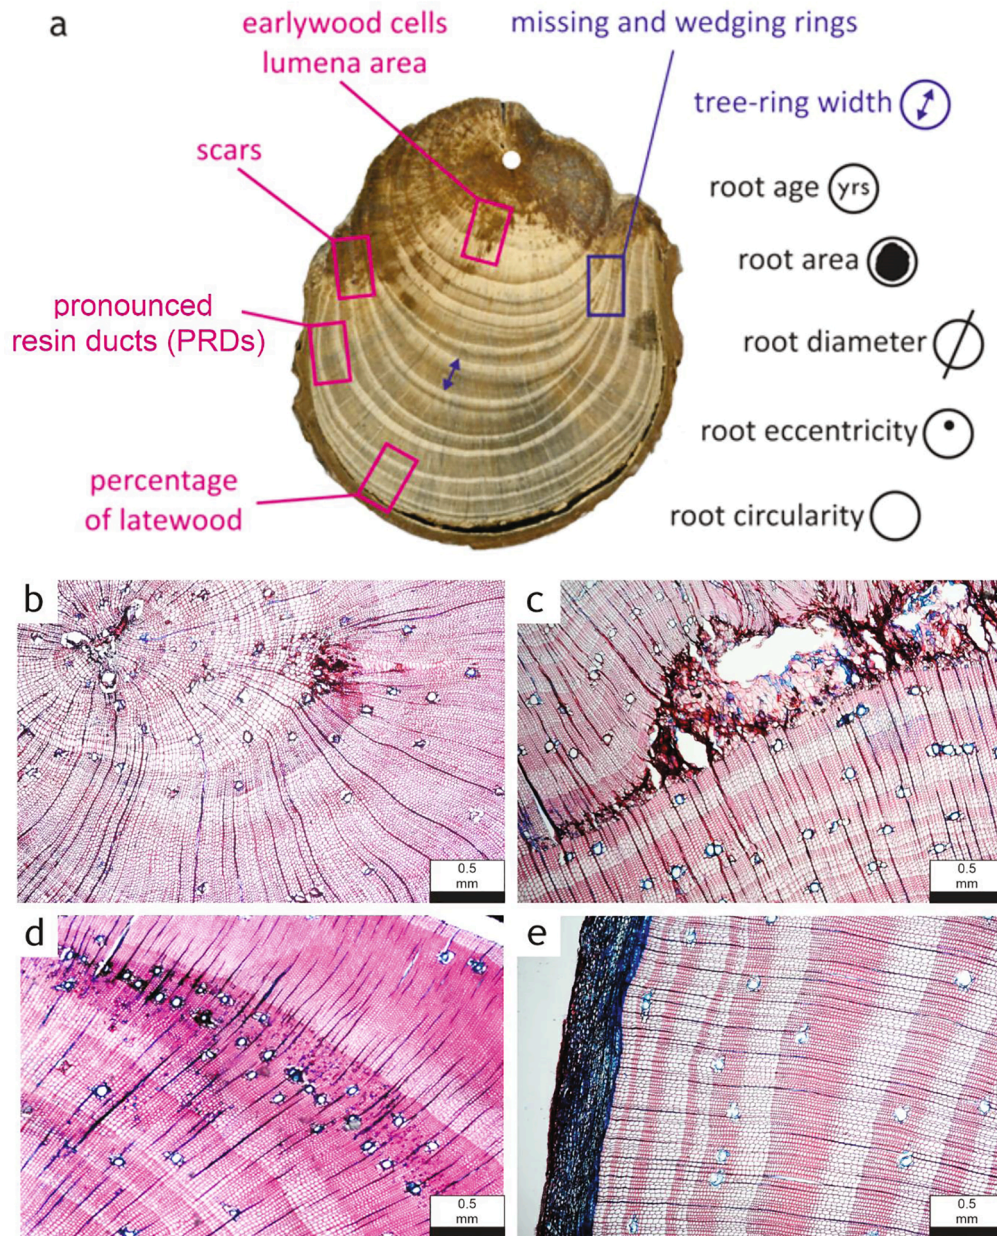 a
earlywood cells
lumena area
missing and wedging rings
tree-ring width
scars
root age
yrs
root area
pronounced
resin ducts (PRDs)
root diameter
root eccentricity
percentage
of latewood
root circularity
b
0.5
mm
c
0.5
mm
d
0.5
mm
e
0.5
mm